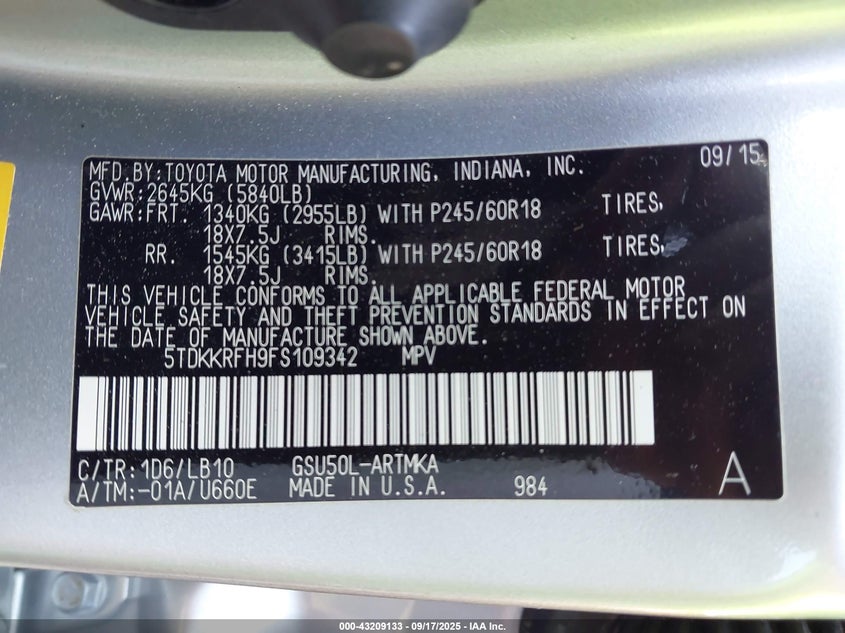 MFD. BY: TOYOTA MOTOR MANUFACTURING, INDIANA, INC. 09/15
GVWR: 2645KG (5840LB)
GAWR: FRT. 1340KG (2955LB) WITH P245/60R18 TIRES,
18X7.5J RIMS.
RR. 1545KG (3415LB) WITH P245/60R18 TIRES,
18X7.5J RIMS.
THIS VEHICLE CONFORMS TO ALL APPLICABLE FEDERAL MOTOR
VEHICLE SAFETY AND THEFT PREVENTION STANDARDS IN EFFECT ON
THE DATE OF MANUFACTURE SHOWN ABOVE.
5TDKKRFH9FS109342 MPV
C/TR: 1D6/LB10 GSU50L-ARTMKA
A/TM: -01A/U660E MADE IN U.S.A. 984 A
000-43209133 - 09/17/2025 - IAA Inc.